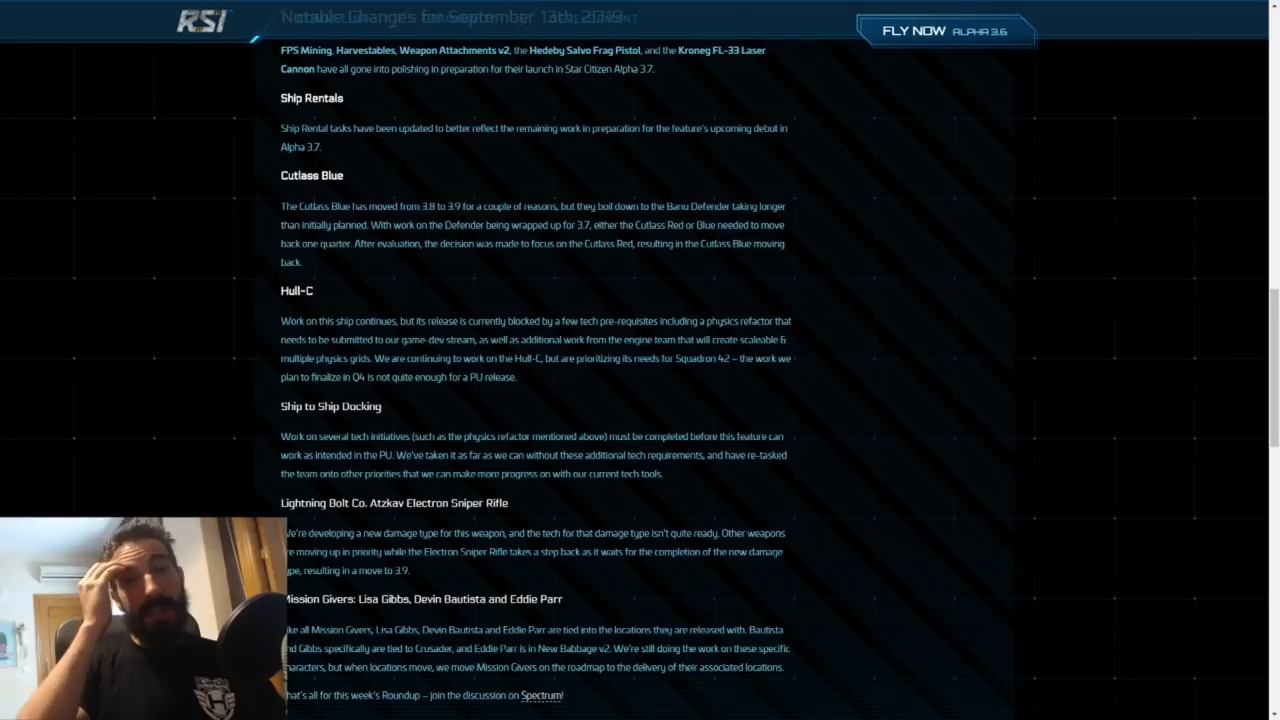 RSI
Notable Changes for September 13th, 2019
FLY NOW ALPHA 3.6
FPS Mining, Harvestables, Weapon Attachments v2, the Hedeby Salvo Frag Pistol, and the Kroneg FL-33 Laser
Cannon have all gone into polishing in preparation for their launch in Star Citizen Alpha 3.7.
Ship Rentals
Ship Rental tasks have been updated to better reflect the remaining work in preparation for the feature's upcoming debut in
Alpha 3.7.
Cutlass Blue
The Cutlass Blue has moved from 3.8 to 3.9 for a couple of reasons, but they boil down to the Banu Defender taking longer
than initially planned. With work on the Defender being wrapped up for 3.7, either the Cutlass Red or Blue needed to move
back one quarter. After evaluation, the decision was made to focus on the Cutlass Red, resulting in the Cutlass Blue moving
back.
Hull-C
Work on this ship continues, but its release is currently blocked by a few tech pre-requisites including a physics refactor that
needs to be submitted to our game-dev stream, as well as additional work from the engine team that will create scaleable &
multiple physics grids. We are continuing to work on the Hull-C, but are prioritizing its needs for Squadron 42 – the work we
plan to finalize in Q4 is not quite enough for a PU release.
Ship to Ship Docking
Work on several tech initiatives (such as the physics refactor mentioned above) must be completed before this feature can
work as intended in the PU. We've taken it as far as we can without these additional tech requirements, and have re-tasked
the team onto other priorities that we can make more progress on with our current tech tools.
Lightning Bolt Co. Atzkav Electron Sniper Rifle
We're developing a new damage type for this weapon, and the tech for that damage type isn't quite ready. Other weapons
re moving up in priority while the Electron Sniper Rifle takes a step back as it waits for the completion of the new damage
ype, resulting in a move to 3.9.
Mission Givers: Lisa Gibbs, Devin Bautista and Eddie Parr
ike all Mission Givers, Lisa Gibbs, Devin Bautista and Eddie Parr are tied into the locations they are released with. Bautista
nd Gibbs specifically are tied to Crusader, and Eddie Parr is in New Babbage v2. We're still doing the work on these specific
haracters, but when locations move, we move Mission Givers on the roadmap to the delivery of their associated locations.
hat's all for this week's Roundup – join the discussion on Spectrum!